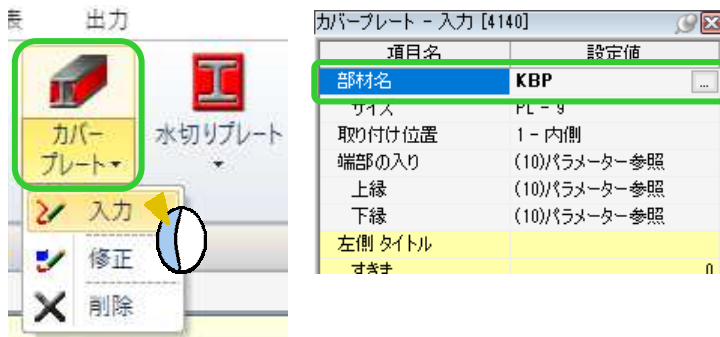 表 出力
カバー
プレート▾
水切りプレート
▾
入力
修正
削除
カバープレート - 入力 [4140]
項目名 設定値
部材名 KBP ...
サイズ PL - 9
取り付け位置 1 - 内側
端部の入り (10)パラメーター参照
上縁 (10)パラメーター参照
下縁 (10)パラメーター参照
左側 タイトル
すきま 0